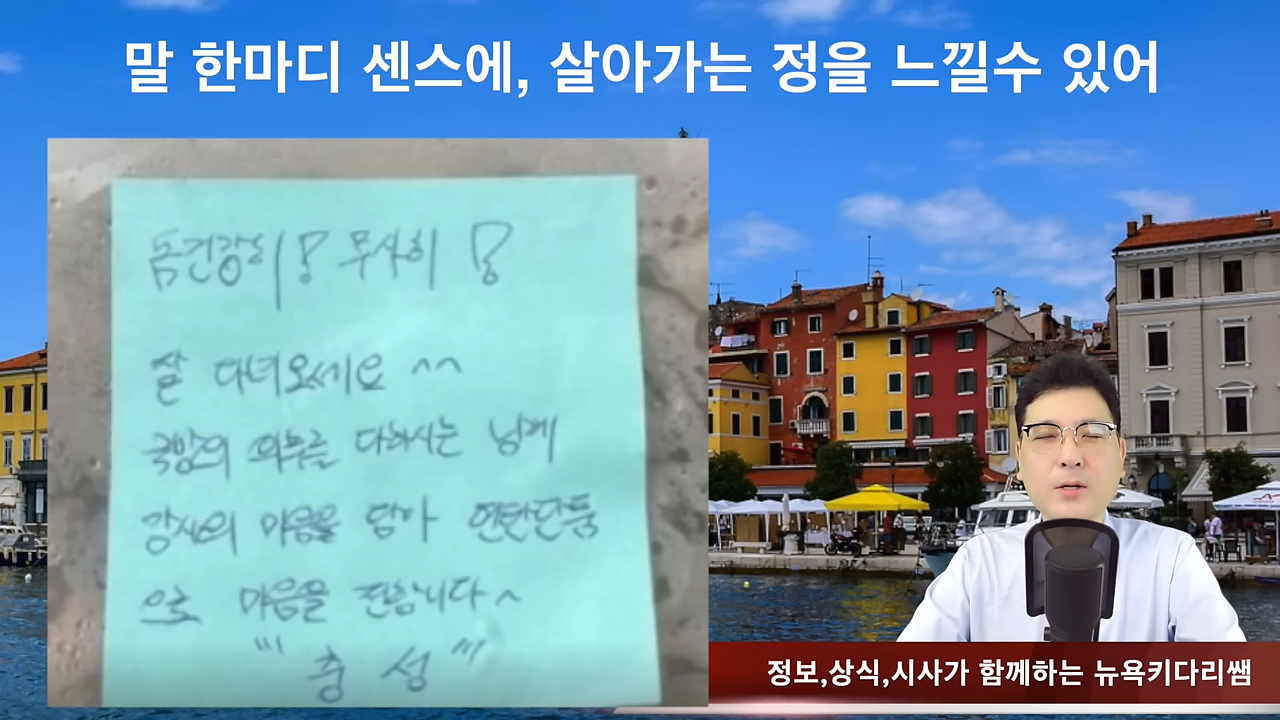 말 한마디 센스에, 살아가는 정을 느낄수 있어
몸 건강히! 무사히!
잘 다녀오세요 ^^
국방의 의무를 다하시는 님께
감사의 마음을 담아 연탄단품
으로 마음을 전합니다^
"' 충 성 "'
정보,상식,시사가 함께하는 뉴욕키다리쌤